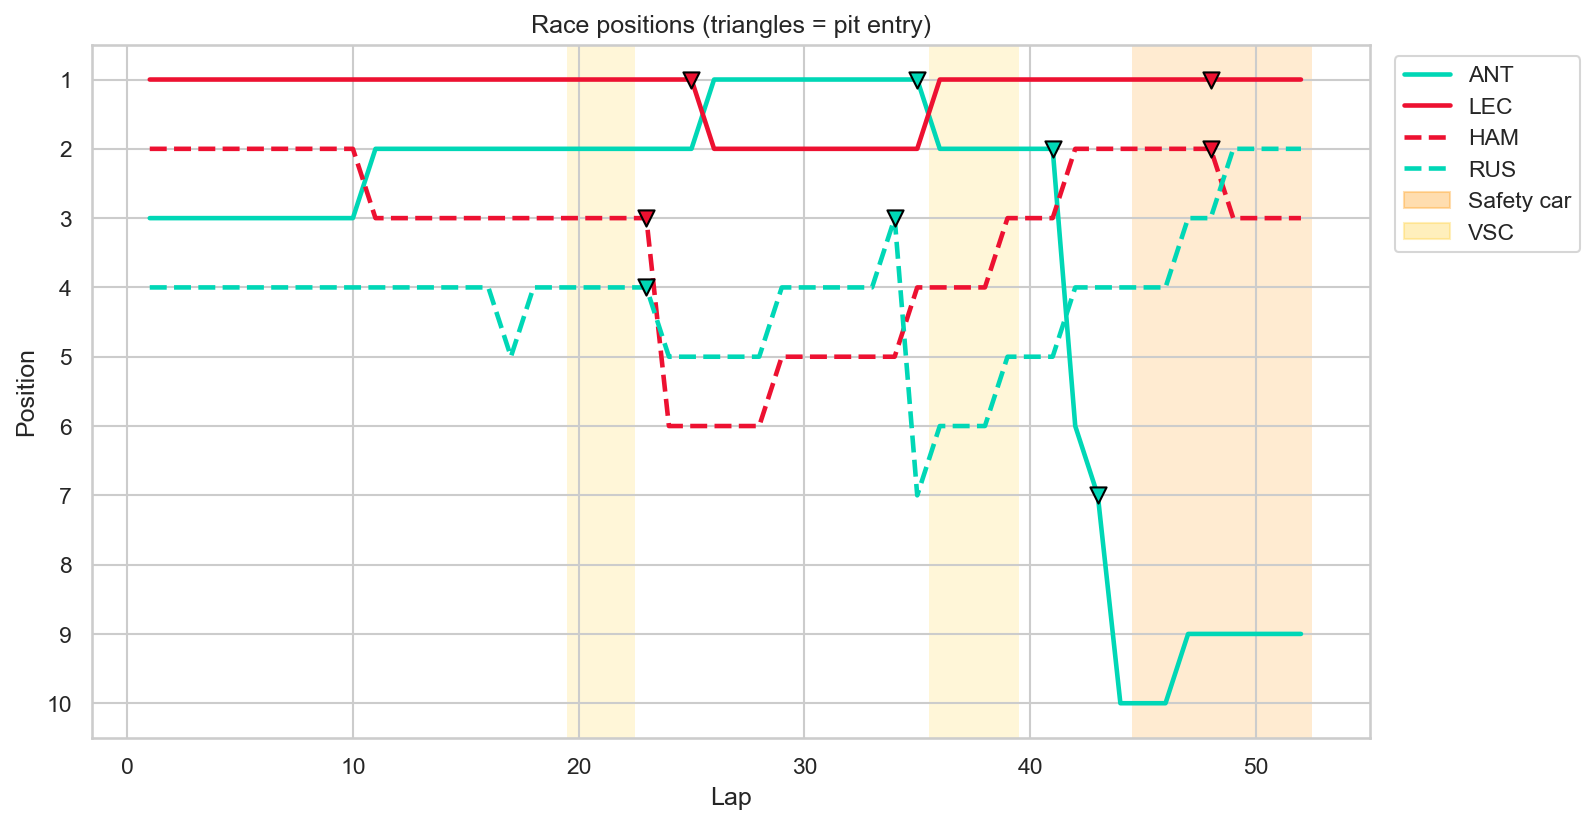 Race positions (triangles = pit entry)
1
2
3
4
5
6
7
8
9
10
Position
0 10 20 30 40 50
Lap
ANT
LEC
HAM
RUS
Safety car
VSC